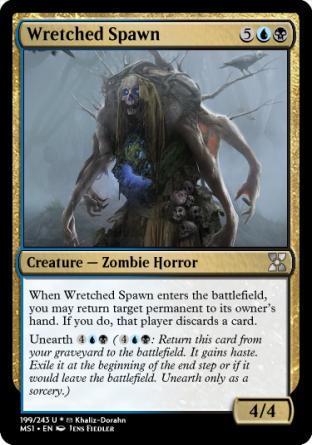 Wretched Spawn 5
Creature — Zombie Horror
When Wretched Spawn enters the battlefield,
you may return target permanent to its owner's
hand. If you do, that player discards a card.
Unearth 4 ( 4 : Return this card from
your graveyard to the battlefield. It gains haste.
Exile it at the beginning of the end step or if it
would leave the battlefield. Unearth only as a
sorcery.)
4/4
199/243 U * Khaliz-Dorahn
MS1 • EN Jens Fiedler